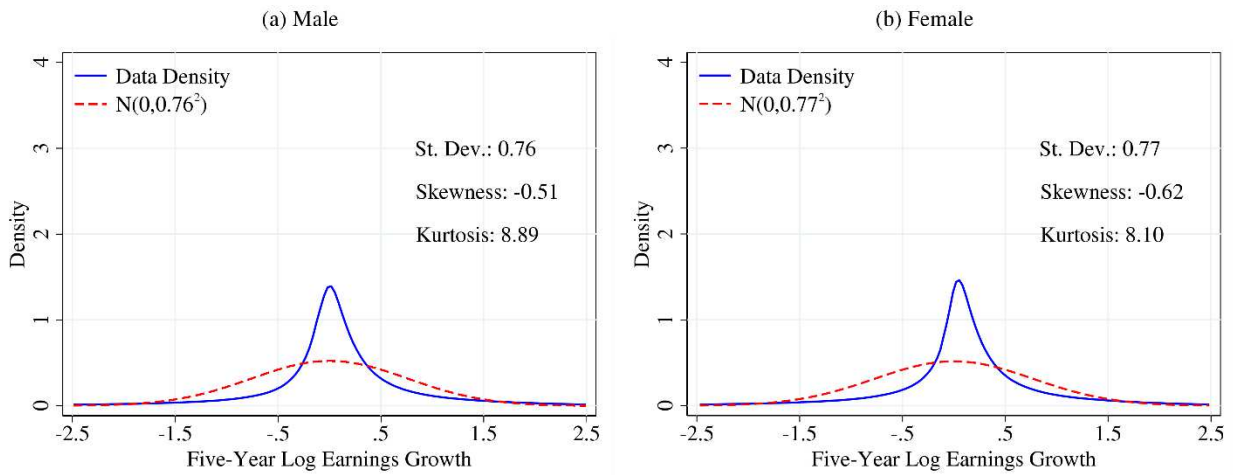 (a) Male
4
3
2
1
0
Density
Data Density
N(0,0.76²)
St. Dev.: 0.76
Skewness: -0.51
Kurtosis: 8.89
-2.5 -1.5 -.5 .5 1.5 2.5
Five-Year Log Earnings Growth
(b) Female
4
3
2
1
0
Density
Data Density
N(0,0.77²)
St. Dev.: 0.77
Skewness: -0.62
Kurtosis: 8.10
-2.5 -1.5 -.5 .5 1.5 2.5
Five-Year Log Earnings Growth